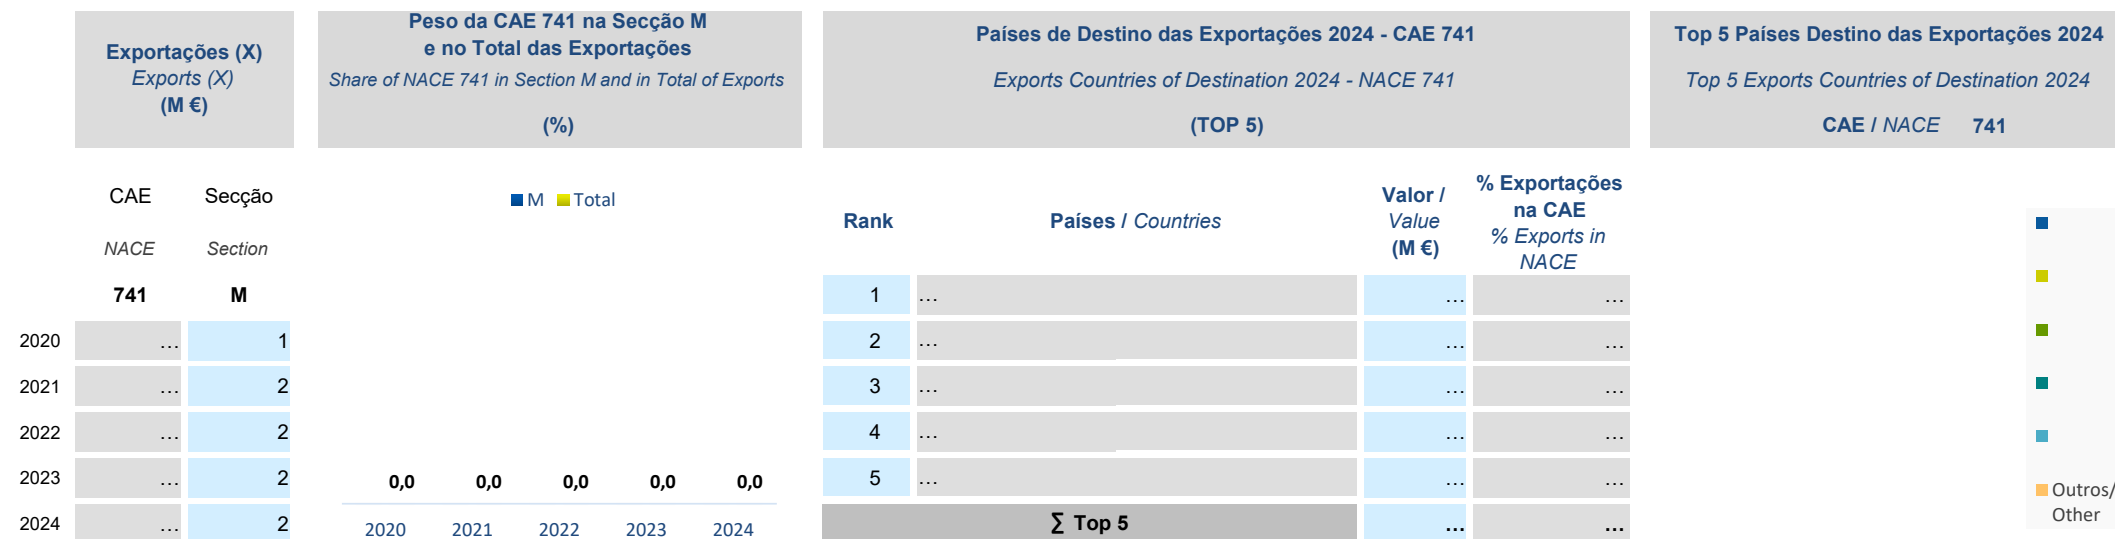 Exportações (X)
Exports (X)
(M €)
Peso da CAE 741 na Secção M
e no Total das Exportações
Share of NACE 741 in Section M and in Total of Exports
(%)
Países de Destino das Exportações 2024 - CAE 741
Exports Countries of Destination 2024 - NACE 741
(TOP 5)
Top 5 Países Destino das Exportações 2024
Top 5 Exports Countries of Destination 2024
CAE / NACE 741
CAE Secção
NACE Section
741 M
2020 … 1
2021 … 2
2022 … 2
2023 … 2
2024 … 2
M Total
0,0 0,0 0,0 0,0 0,0
2020 2021 2022 2023 2024
Rank
Países / Countries
Valor /
Value
(M €)
% Exportações
na CAE
% Exports in
NACE
1 … … …
2 … … …
3 … … …
4 … … …
5 … … …
∑ Top 5 … …
Outros/
Other